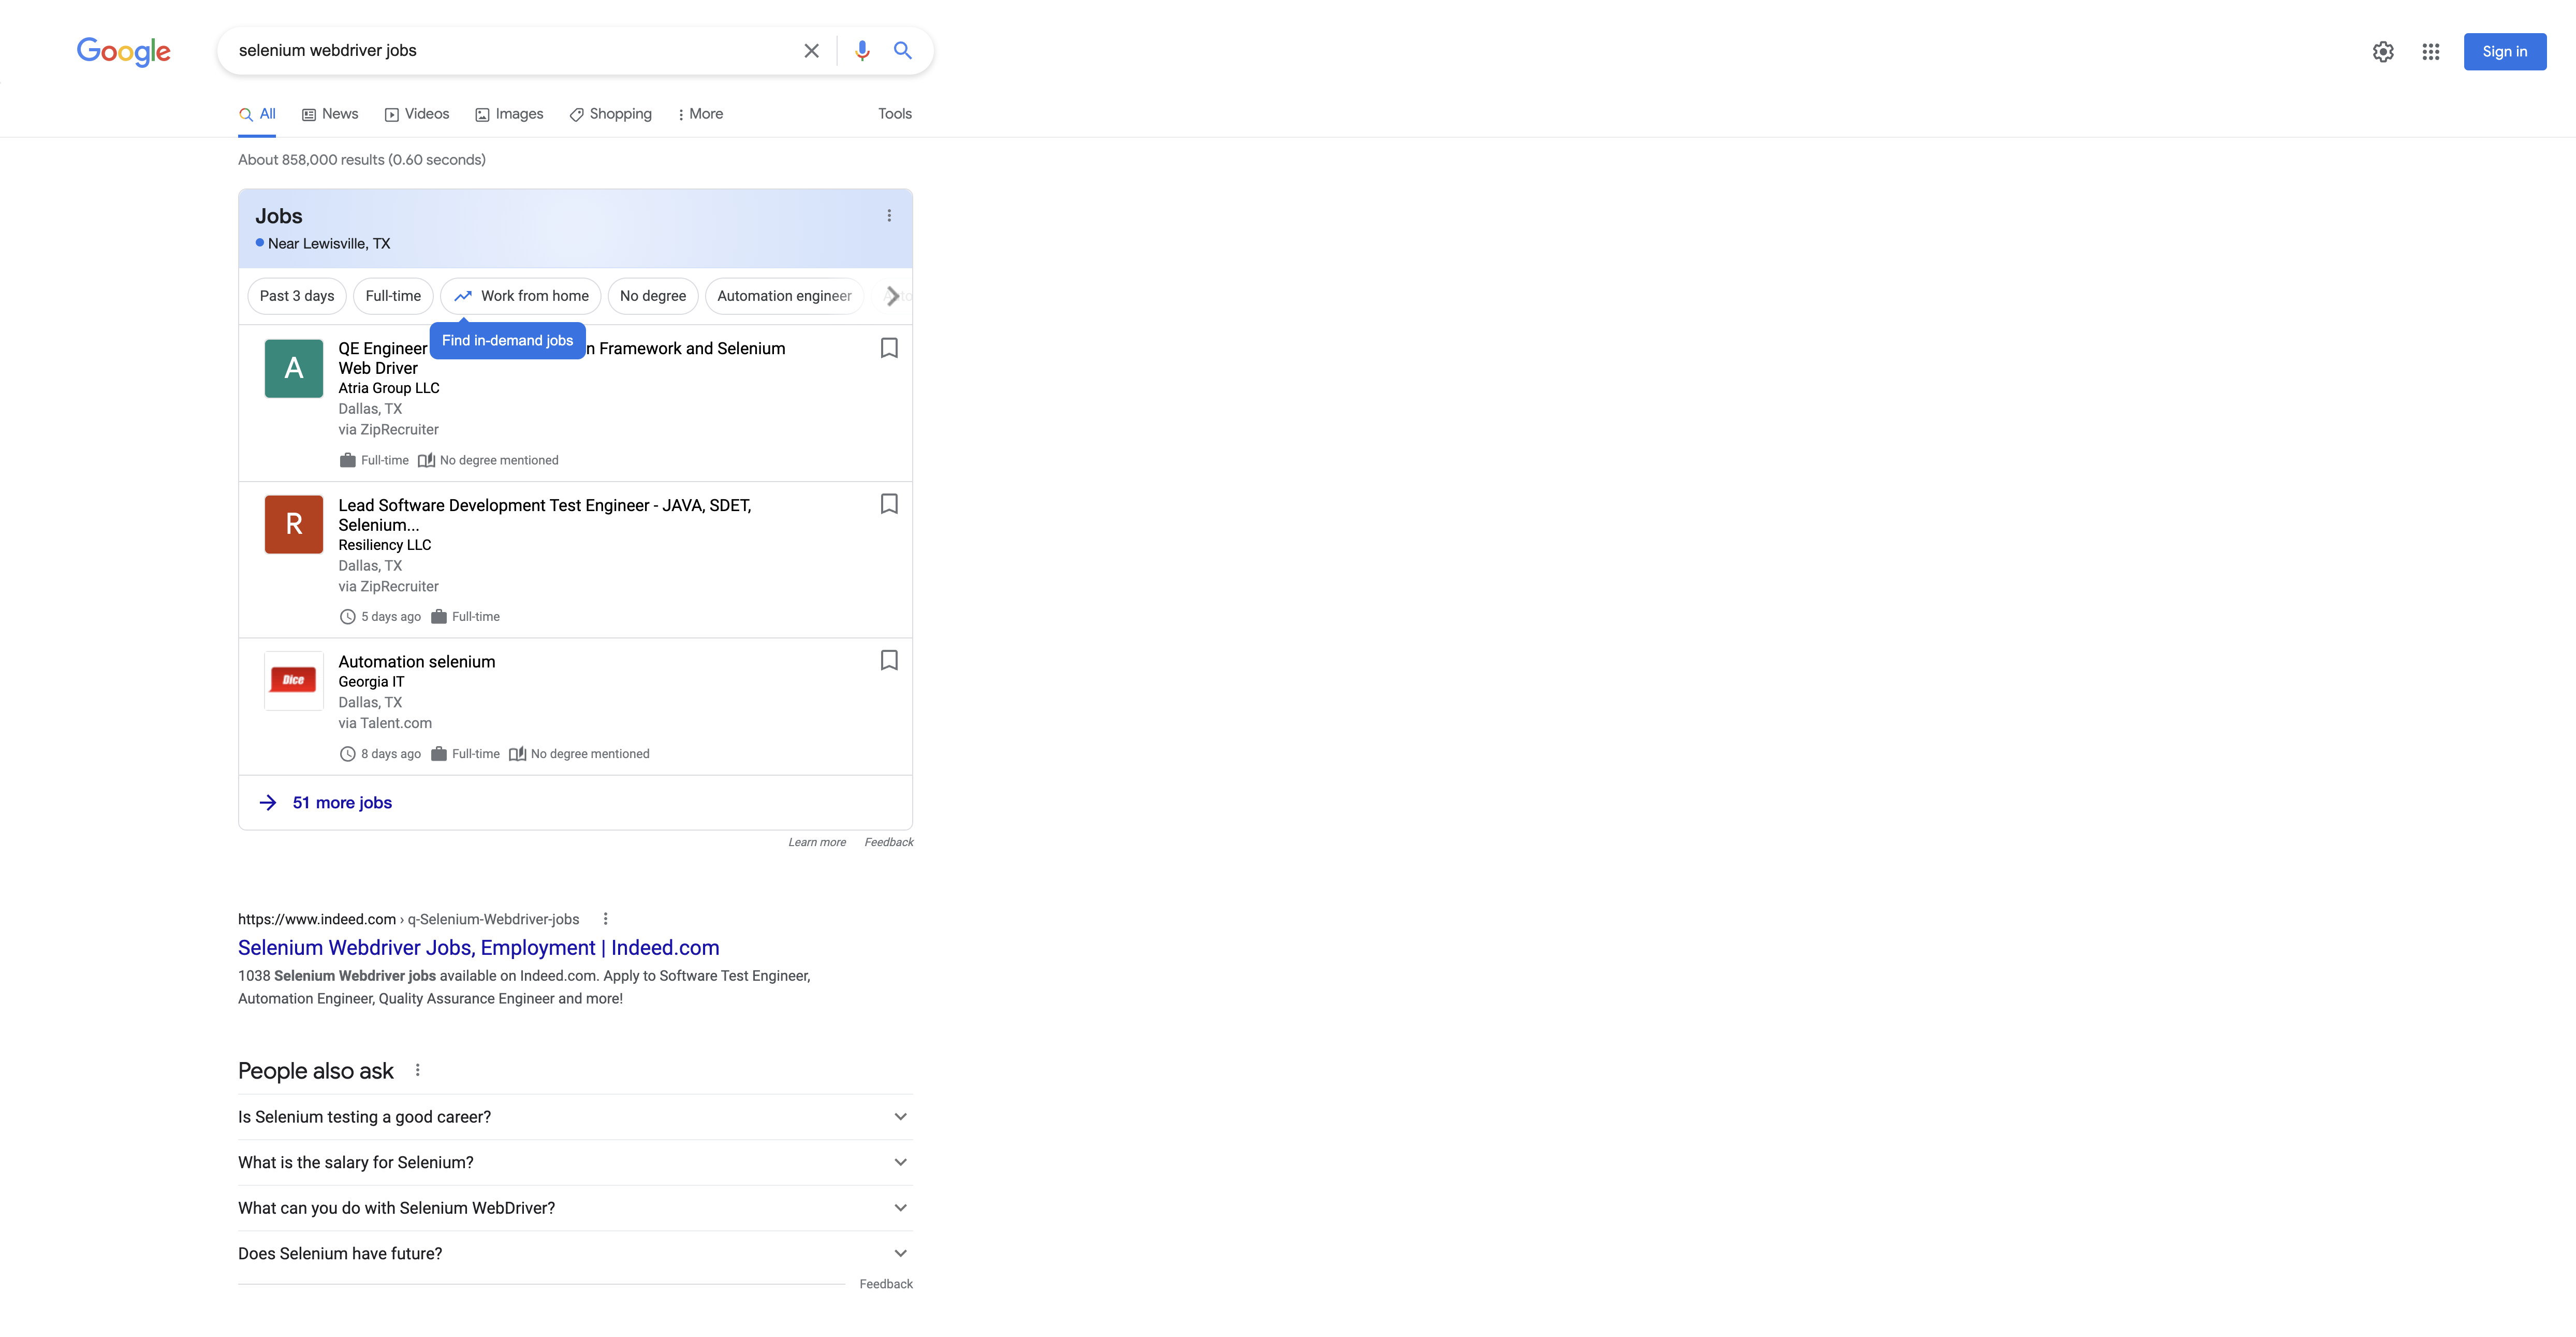 Google
selenium webdriver jobs
Sign in
All News Videos Images Shopping More Tools
About 858,000 results (0.60 seconds)
Jobs
Near Lewisville, TX
Past 3 days Full-time Work from home No degree Automation engineer
Find in-demand jobs
A
QE Engineer n Framework and Selenium
Web Driver
Atria Group LLC
Dallas, TX
via ZipRecruiter
Full-time No degree mentioned
R
Lead Software Development Test Engineer - JAVA, SDET,
Selenium...
Resiliency LLC
Dallas, TX
via ZipRecruiter
5 days ago Full-time
Dice
Automation selenium
Georgia IT
Dallas, TX
via Talent.com
8 days ago Full-time No degree mentioned
51 more jobs
Learn more Feedback
https://www.indeed.com › q-Selenium-Webdriver-jobs
Selenium Webdriver Jobs, Employment | Indeed.com
1038 Selenium Webdriver jobs available on Indeed.com. Apply to Software Test Engineer,
Automation Engineer, Quality Assurance Engineer and more!
People also ask
Is Selenium testing a good career?
What is the salary for Selenium?
What can you do with Selenium WebDriver?
Does Selenium have future?
Feedback